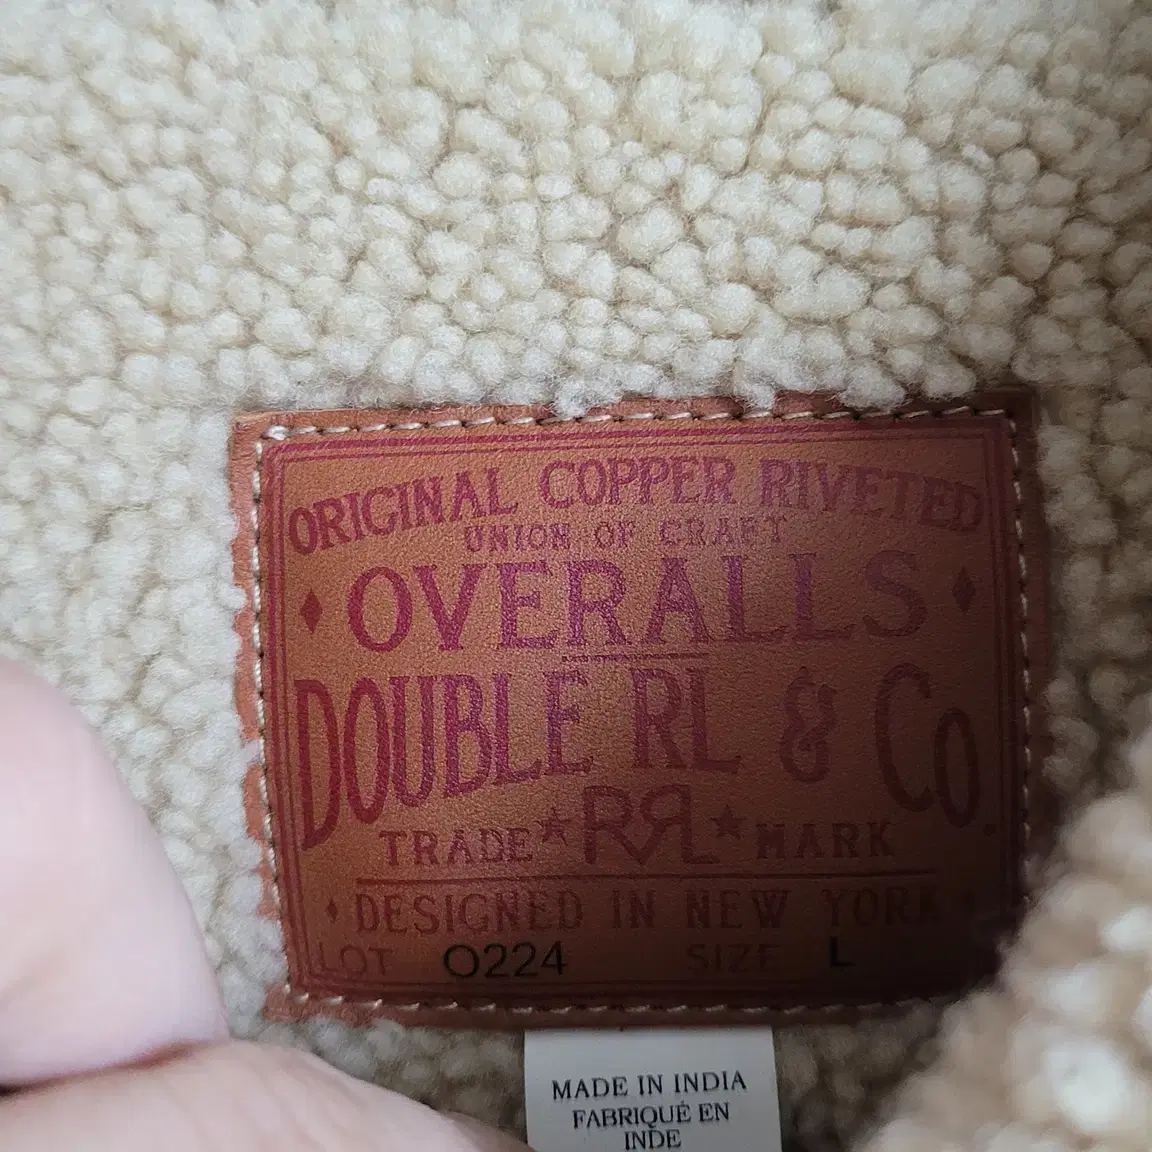 ORIGINAL COPPER RIVETED
UNION OF CRAFT
OVERALLS
DOUBLE RL & CO.
TRADE ★ RRL ★ MARK
DESIGNED IN NEW YORK
LOT 0224 SIZE L
MADE IN INDIA
FABRIQUÉ EN
INDE